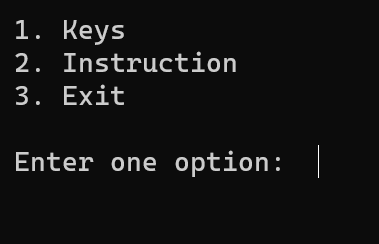 1. Keys
2. Instruction
3. Exit
Enter one option: